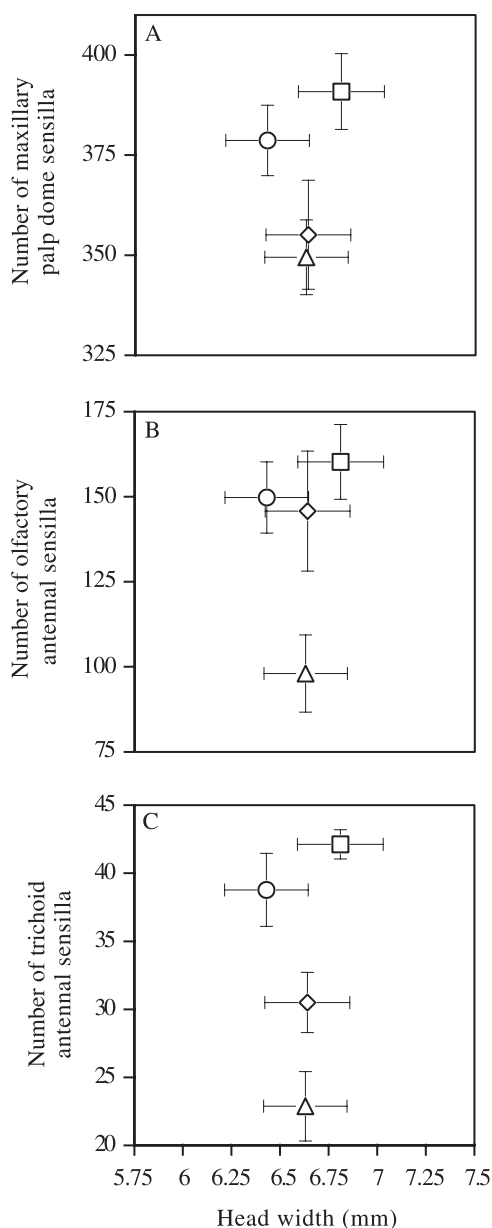 A
Number of maxillary
palp dome sensilla
400
375
350
325
B
Number of olfactory
antennal sensilla
175
150
125
100
75
C
Number of trichoid
antennal sensilla
45
40
35
30
25
20
5.75 6 6.25 6.5 6.75 7 7.25 7.5
Head width (mm)